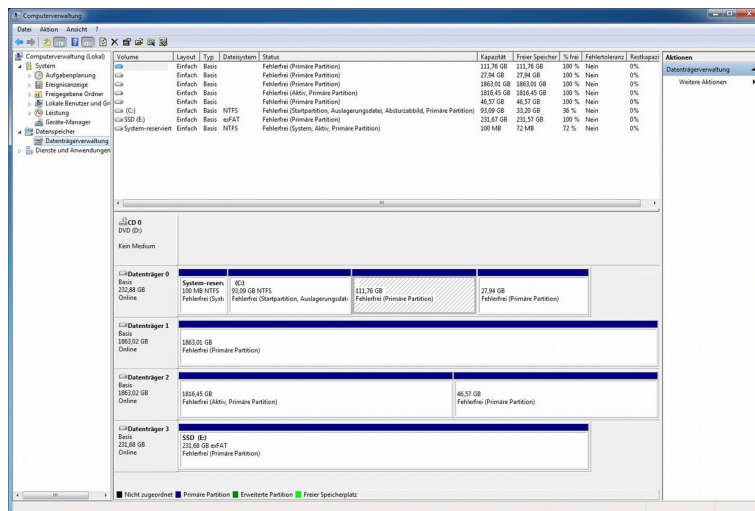 Computerverwaltung
Datei Aktion Ansicht ?
Computerverwaltung (Lokal)
System
Aufgabenplanung
Ereignisanzeige
Freigegebene Ordner
Lokale Benutzer und Gr
Leistung
Geräte-Manager
Datenspeicher
Datenträgerverwaltung
Dienste und Anwendungen
Volume Layout Typ Dateisystem Status Kapazität Freier Speicher % frei Fehlertoleranz Restkapazi
Einfach Basis Fehlerfrei (Primäre Partition) 111,76 GB 111,76 GB 100 % Nein 0%
Einfach Basis Fehlerfrei (Primäre Partition) 27,94 GB 27,94 GB 100 % Nein 0%
Einfach Basis Fehlerfrei (Primäre Partition) 1863,01 GB 1863,01 GB 100 % Nein 0%
Einfach Basis Fehlerfrei (Aktiv, Primäre Partition) 1816,45 GB 1816,45 GB 100 % Nein 0%
Einfach Basis Fehlerfrei (Primäre Partition) 46,57 GB 46,57 GB 100 % Nein 0%
(C:) Einfach Basis NTFS Fehlerfrei (Startpartition, Auslagerungsdatei, Absturzabbild, Primäre Partition) 93,09 GB 33,20 GB 36 % Nein 0%
SSD (E:) Einfach Basis exFAT Fehlerfrei (Primäre Partition) 231,67 GB 231,57 GB 100 % Nein 0%
System-reserviert Einfach Basis NTFS Fehlerfrei (System, Aktiv, Primäre Partition) 100 MB 72 MB 72 % Nein 0%
Aktionen
Datenträgerverwaltung
Weitere Aktionen
CD 0
DVD (D:)
Kein Medium
Datenträger 0
Basis
232,88 GB
Online
System-reserv
100 MB NTFS
Fehlerfrei (Syst
(C:)
93,09 GB NTFS
Fehlerfrei (Startpartition, Auslagerungsdat
111,76 GB
Fehlerfrei (Primäre Partition)
27,94 GB
Fehlerfrei (Primäre Partition)
Datenträger 1
Basis
1863,02 GB
Online
1863,01 GB
Fehlerfrei (Primäre Partition)
Datenträger 2
Basis
1863,02 GB
Online
1816,45 GB
Fehlerfrei (Aktiv, Primäre Partition)
46,57 GB
Fehlerfrei (Primäre Partition)
Datenträger 3
Basis
231,68 GB
Online
SSD (E:)
231,68 GB exFAT
Fehlerfrei (Primäre Partition)
Nicht zugeordnet Primäre Partition Erweiterte Partition Freier Speicherplatz